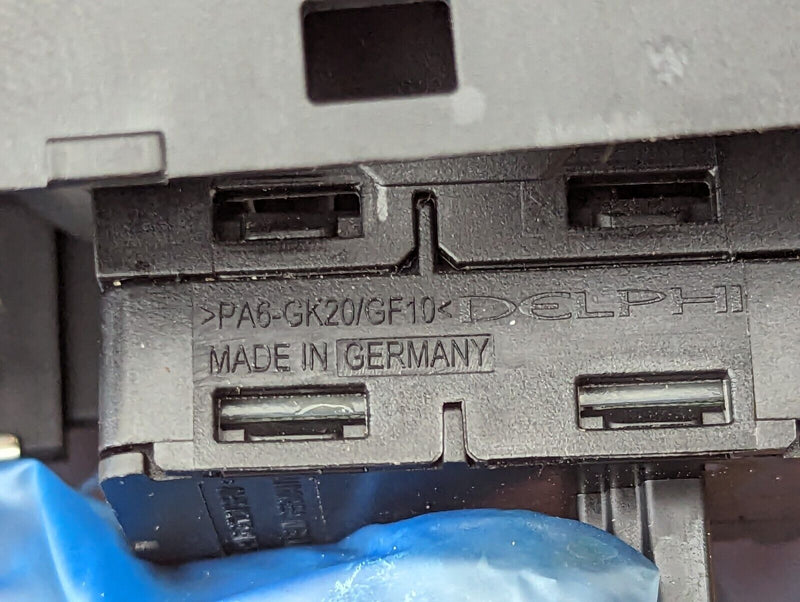 >PA6-GK20/GF10< DELPHI
MADE IN GERMANY